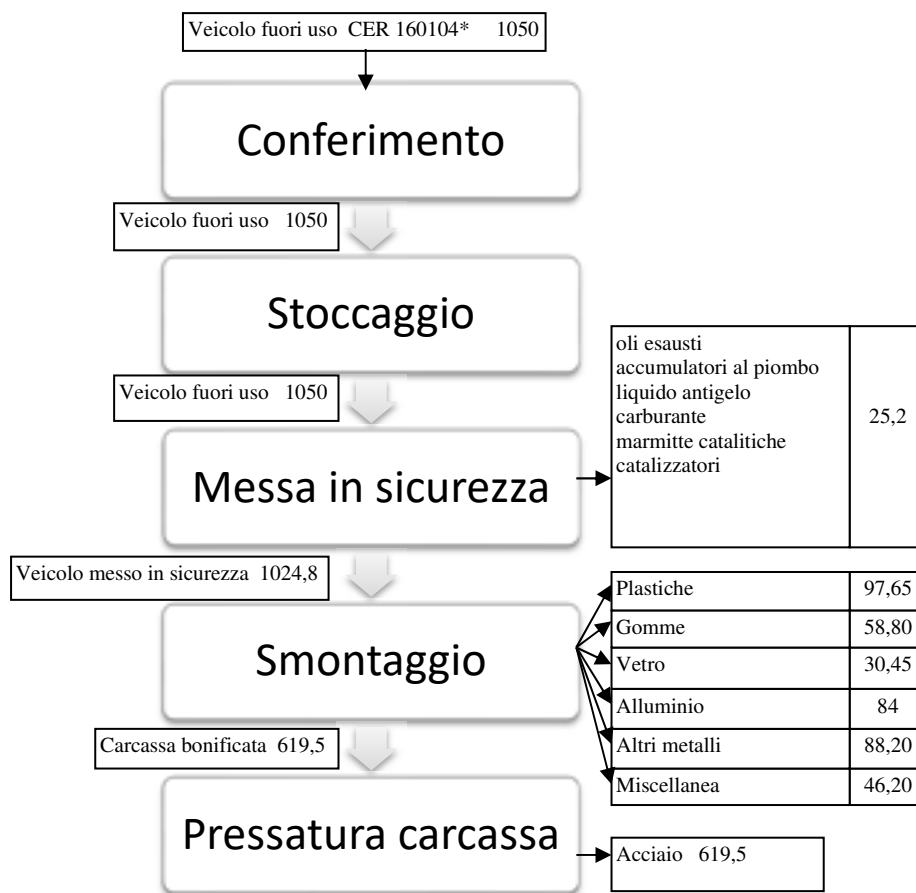 Veicolo fuori uso CER 160104* 1050
Conferimento
Veicolo fuori uso 1050
Stoccaggio
Veicolo fuori uso 1050
oli esausti
accumulatori al piombo
liquido antigelo
carburante
marmitte catalitiche
catalizzatori
25,2
Messa in sicurezza
Veicolo messo in sicurezza 1024,8
Smontaggio
Plastiche 97,65
Gomme 58,80
Vetro 30,45
Alluminio 84
Altri metalli 88,20
Miscellanea 46,20
Carcassa bonificata 619,5
Pressatura carcassa
Acciaio 619,5